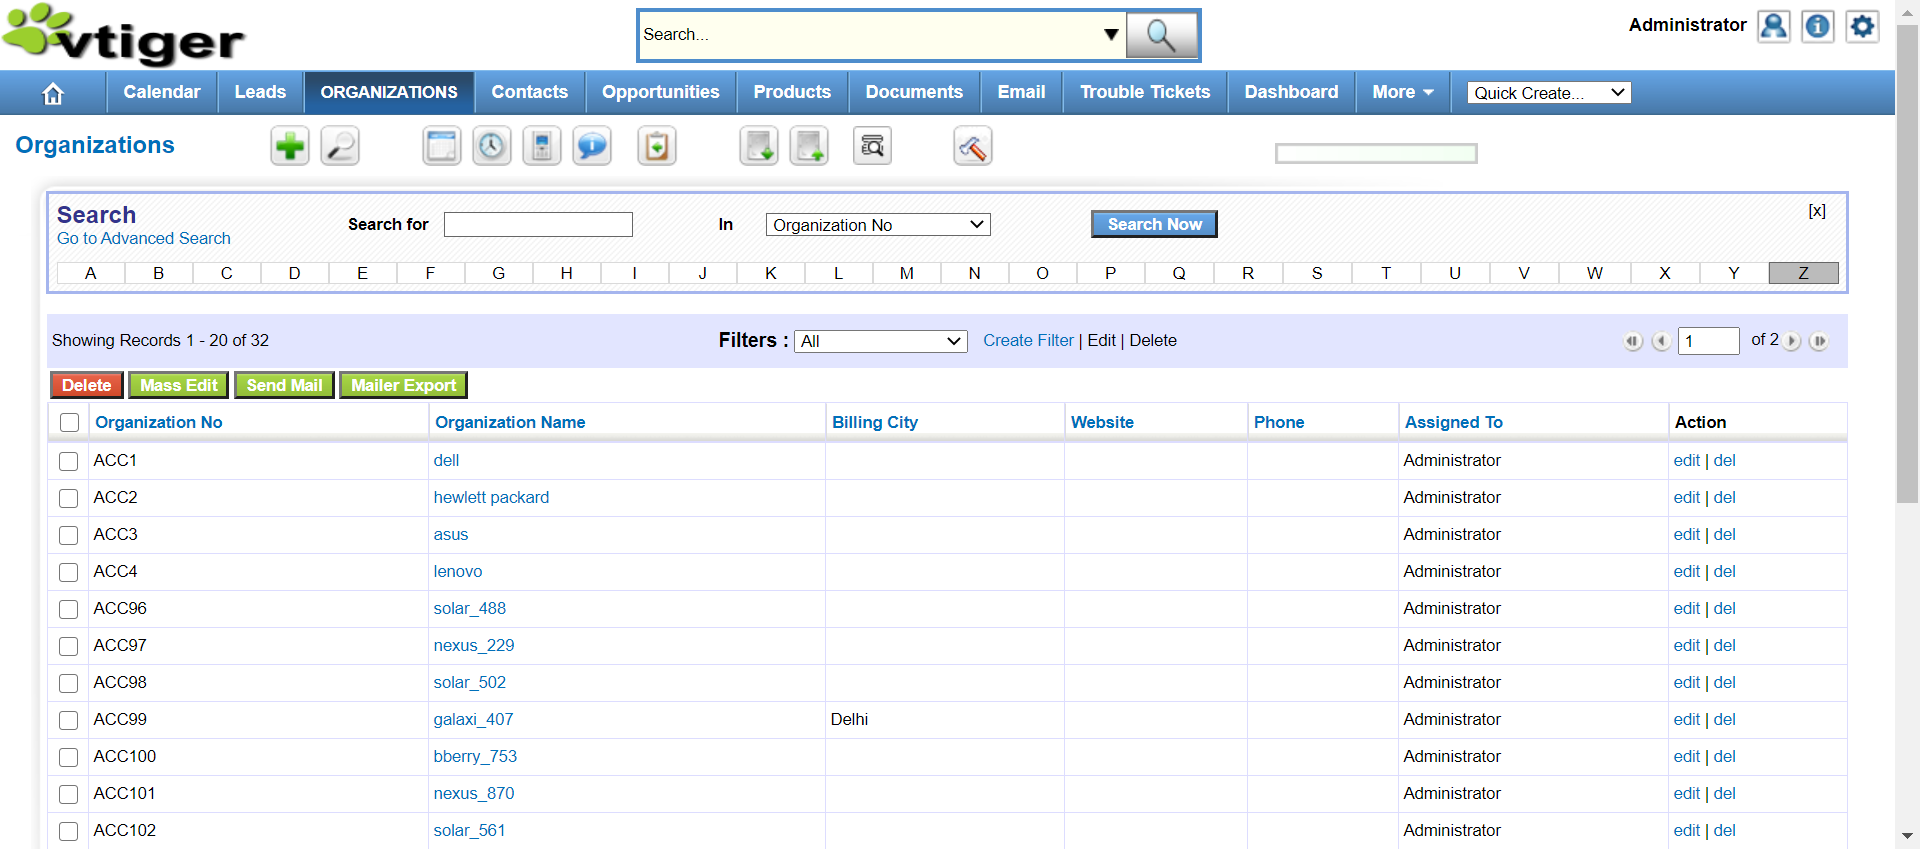 vtiger
Search...
Administrator
Calendar Leads ORGANIZATIONS Contacts Opportunities Products Documents Email Trouble Tickets Dashboard More Quick Create...
Organizations
Search
Go to Advanced Search
Search for In Organization No Search Now [x]
A B C D E F G H I J K L M N O P Q R S T U V W X Y Z
Showing Records 1 - 20 of 32 Filters : All Create Filter | Edit | Delete 1 of 2
Delete Mass Edit Send Mail Mailer Export
Organization No Organization Name Billing City Website Phone Assigned To Action
ACC1 dell Administrator edit | del
ACC2 hewlett packard Administrator edit | del
ACC3 asus Administrator edit | del
ACC4 lenovo Administrator edit | del
ACC96 solar_488 Administrator edit | del
ACC97 nexus_229 Administrator edit | del
ACC98 solar_502 Administrator edit | del
ACC99 galaxi_407 Delhi Administrator edit | del
ACC100 bberry_753 Administrator edit | del
ACC101 nexus_870 Administrator edit | del
ACC102 solar_561 Administrator edit | del